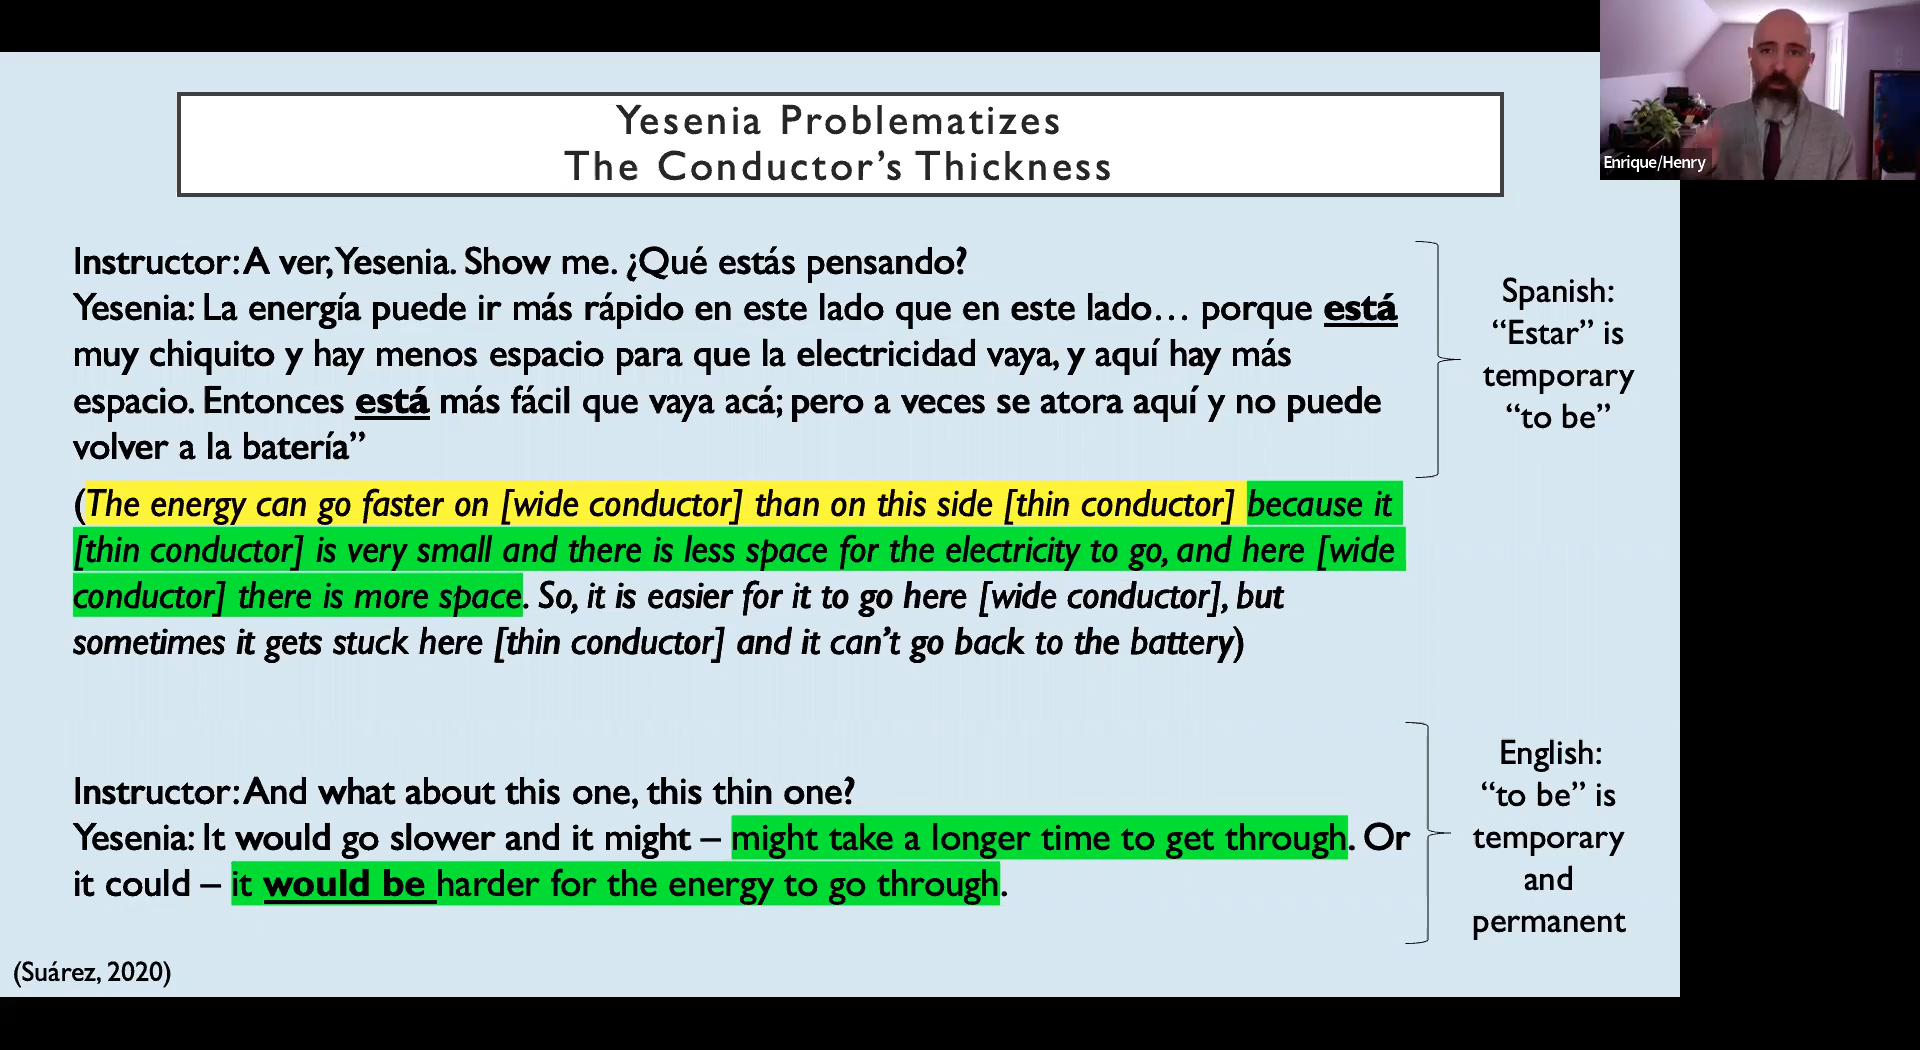 Yesenia Problematizes
The Conductor’s Thickness
Enrique/Henry
Instructor: A ver, Yesenia. Show me. ¿Qué estás pensando?
Yesenia: La energía puede ir más rápido en este lado que en este lado… porque está
muy chiquito y hay menos espacio para que la electricidad vaya, y aquí hay más
espacio. Entonces está más fácil que vaya acá; pero a veces se atora aquí y no puede
volver a la batería”
Spanish:
“Estar” is
temporary
“to be”
(The energy can go faster on [wide conductor] than on this side [thin conductor] because it
[thin conductor] is very small and there is less space for the electricity to go, and here [wide
conductor] there is more space. So, it is easier for it to go here [wide conductor], but
sometimes it gets stuck here [thin conductor] and it can’t go back to the battery)
Instructor: And what about this one, this thin one?
Yesenia: It would go slower and it might – might take a longer time to get through. Or
it could – it would be harder for the energy to go through.
English:
“to be” is
temporary
and
permanent
(Suárez, 2020)